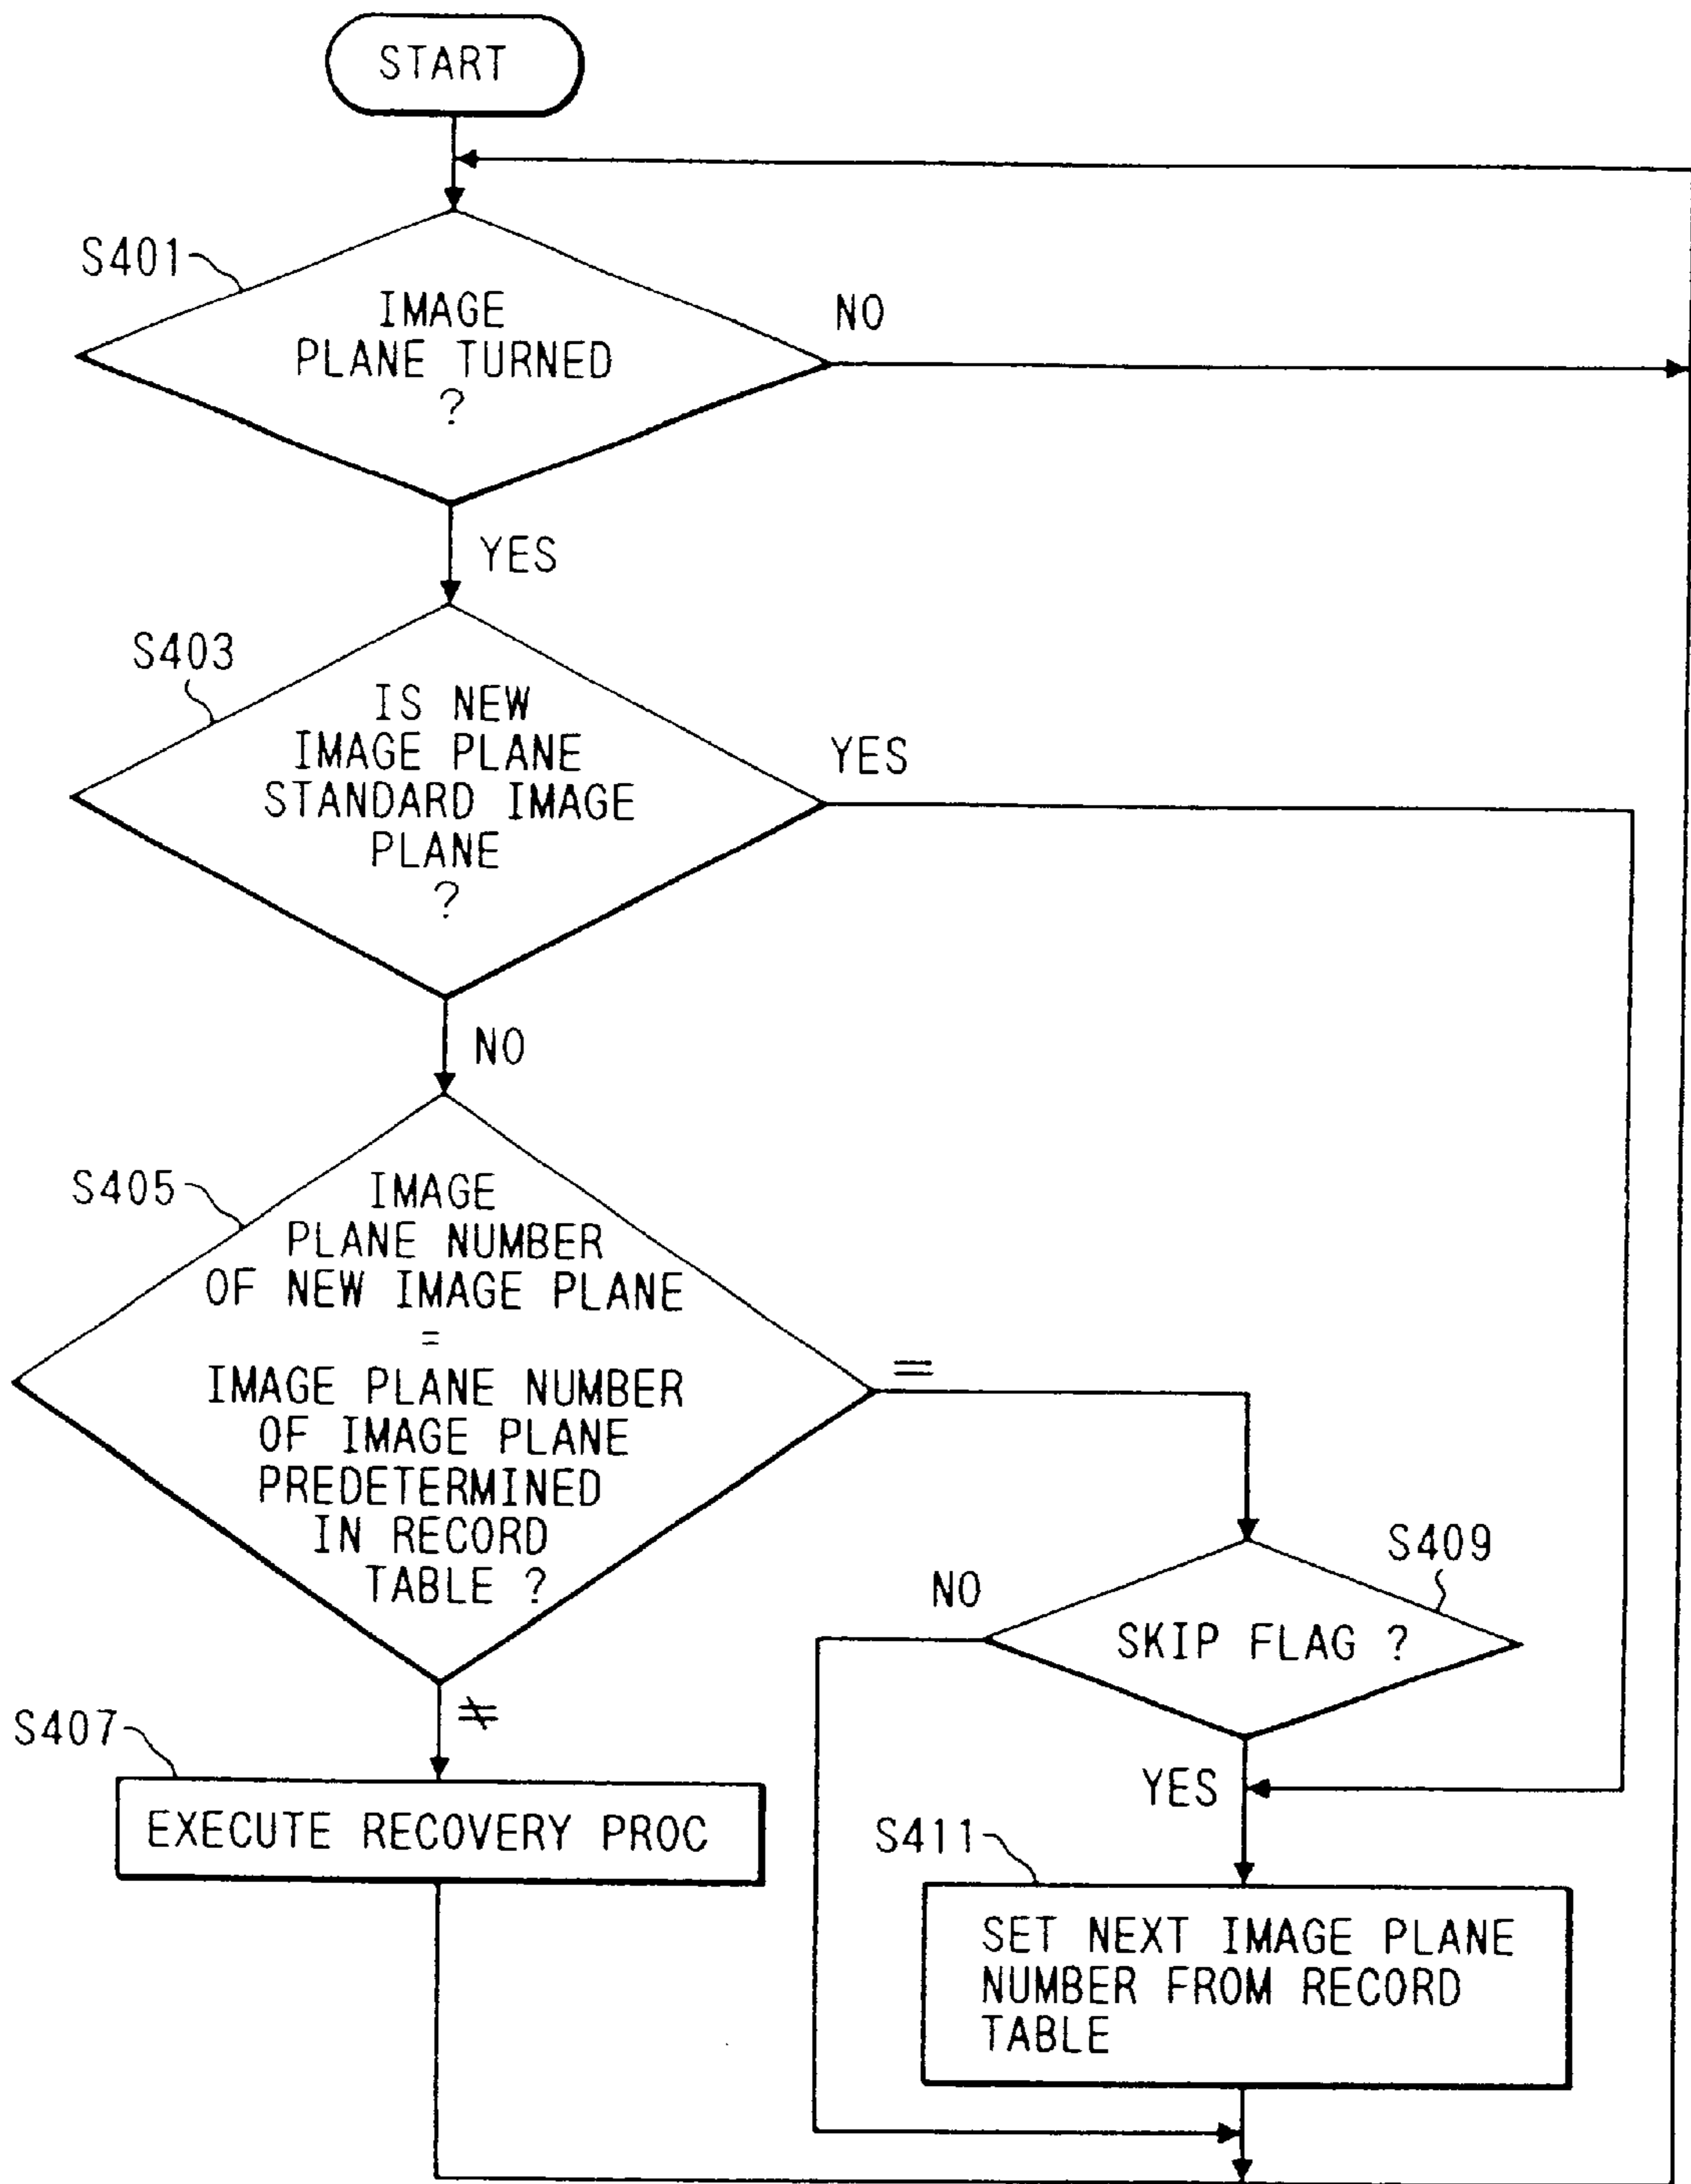 START
S401
IMAGE
PLANE TURNED
?
NO
YES
S403
IS NEW
IMAGE PLANE
STANDARD IMAGE
PLANE
?
YES
NO
S405
IMAGE
PLANE NUMBER
OF NEW IMAGE PLANE
=
IMAGE PLANE NUMBER
OF IMAGE PLANE
PREDETERMINED
IN RECORD
TABLE ?
=
≠
S407
EXECUTE RECOVERY PROC
S409
SKIP FLAG ?
NO
YES
S411
SET NEXT IMAGE PLANE
NUMBER FROM RECORD
TABLE